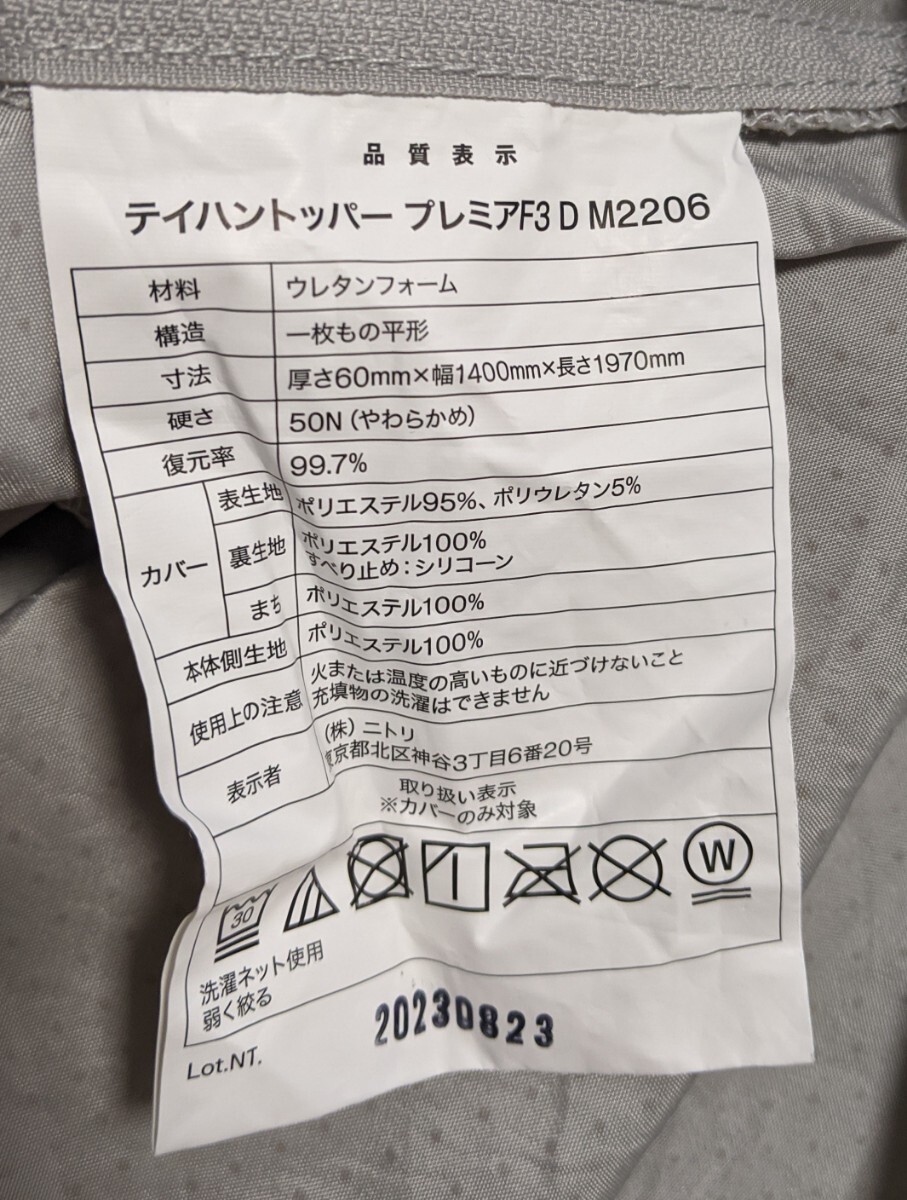 品質表示
テイハントッパー プレミアF3 D M2206
材料 ウレタンフォーム
構造 一枚もの平形
寸法 厚さ60mm×幅1400mm×長さ1970mm
硬さ 50N（やわらかめ）
復元率 99.7%
カバー 表生地 ポリエステル95%、ポリウレタン5%
裏生地 ポリエステル100%
すべり止め：シリコーン
まち ポリエステル100%
本体側生地 ポリエステル100%
使用上の注意 火または温度の高いものに近づけないこと
充填物の洗濯はできません
表示者 （株）ニトリ
東京都北区神谷3丁目6番20号
取り扱い表示
※カバーのみ対象
30 W
洗濯ネット使用
弱く絞る
20230823
Lot.NT.